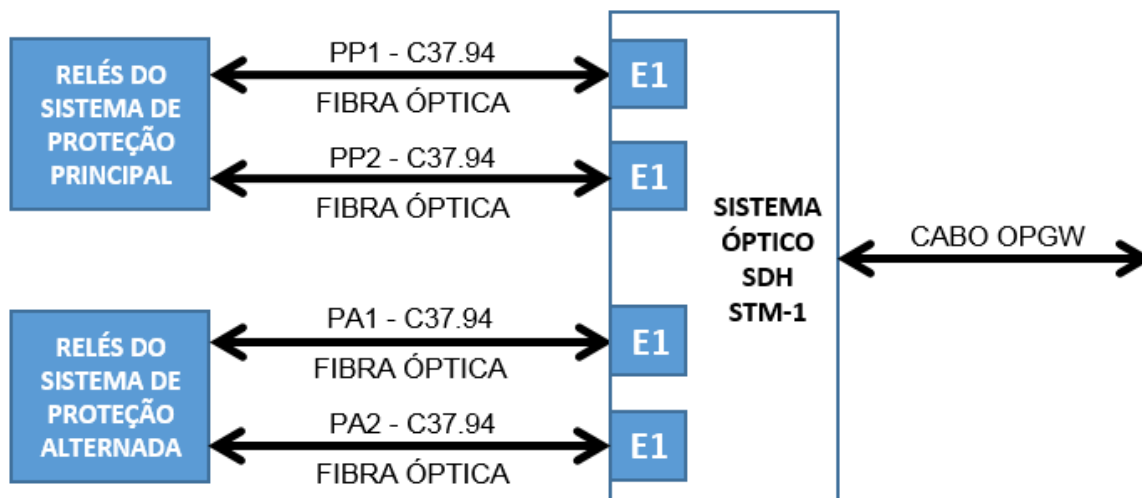 RELÉS DO
SISTEMA DE
PROTEÇÃO
PRINCIPAL
PP1 - C37.94
FIBRA ÓPTICA
E1
PP2 - C37.94
FIBRA ÓPTICA
E1
RELÉS DO
SISTEMA DE
PROTEÇÃO
ALTERNADA
PA1 - C37.94
FIBRA ÓPTICA
E1
PA2 - C37.94
FIBRA ÓPTICA
E1
SISTEMA
ÓPTICO
SDH
STM-1
CABO OPGW